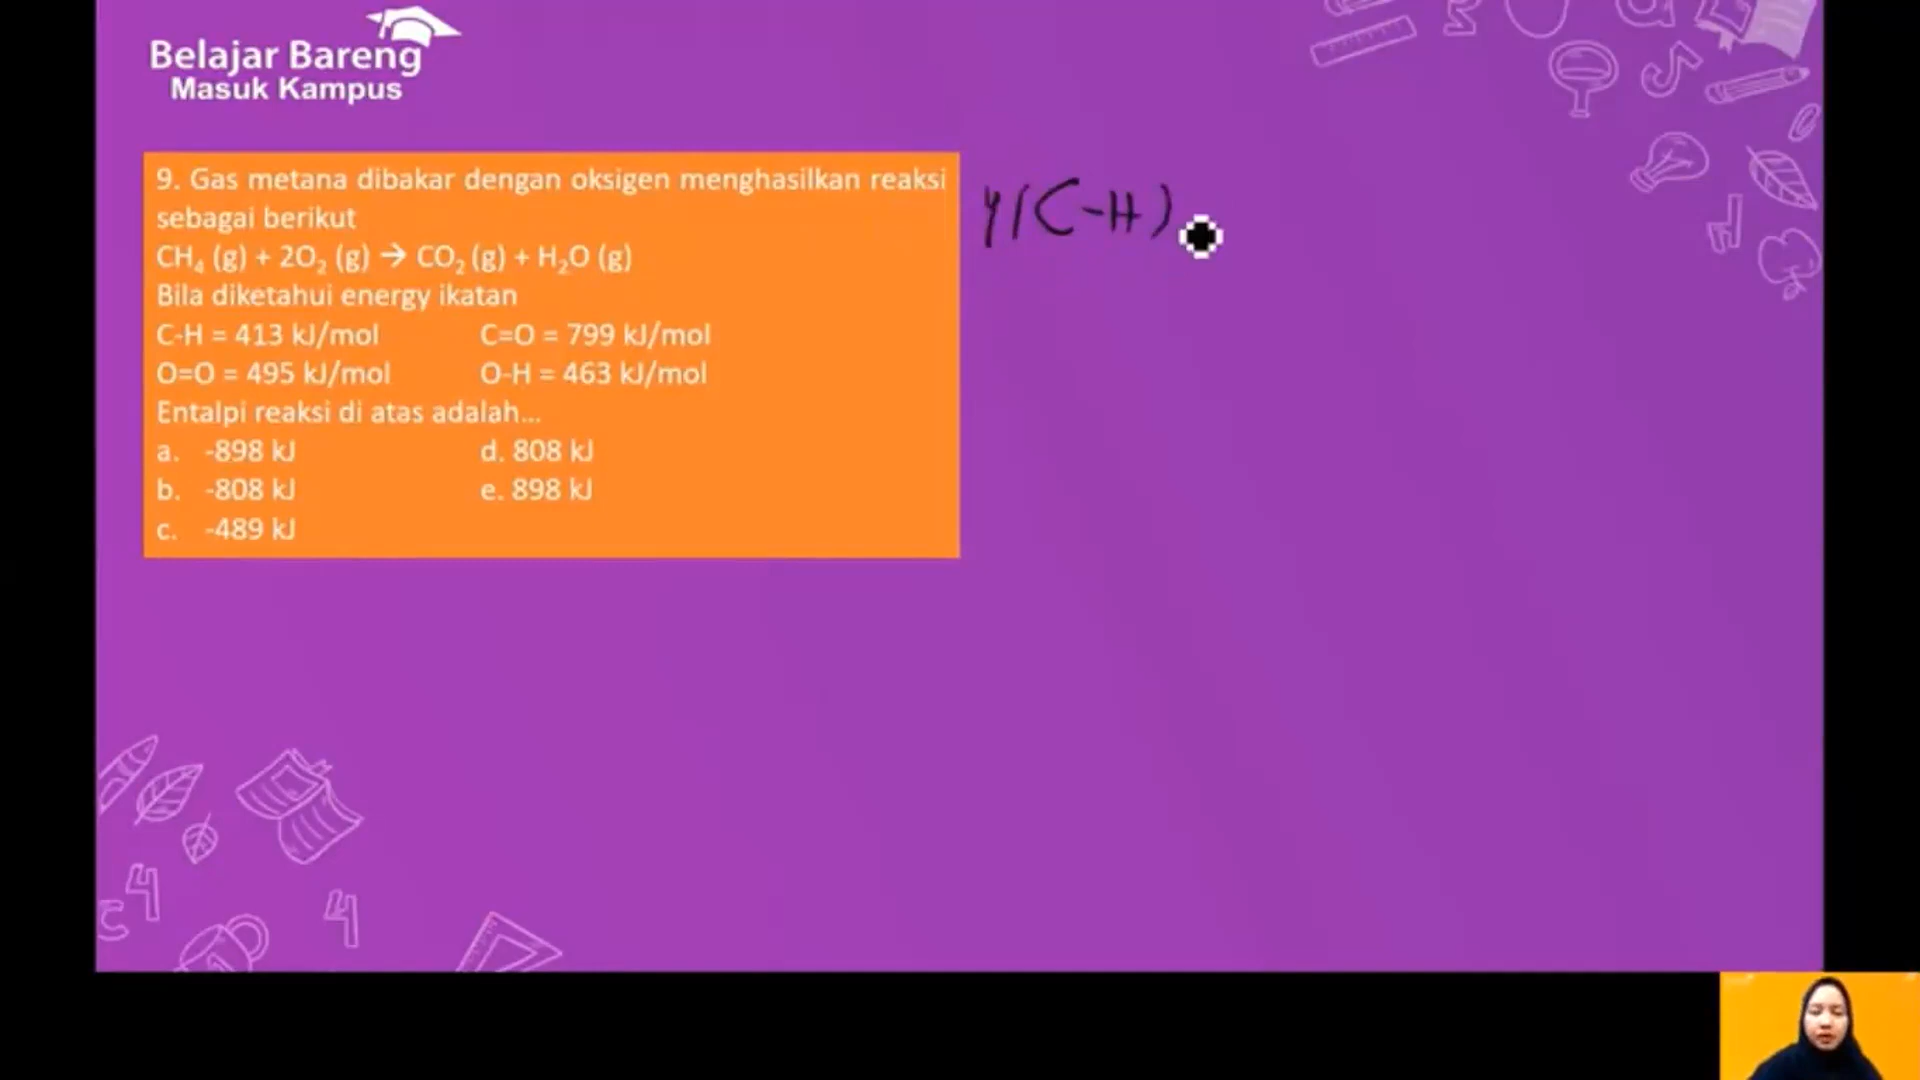 Belajar Bareng
Masuk Kampus
9. Gas metana dibakar dengan oksigen menghasilkan reaksi
sebagai berikut
CH₄ (g) + 2O₂ (g) → CO₂ (g) + H₂O (g)
Bila diketahui energy ikatan
C-H = 413 kJ/mol C=O = 799 kJ/mol
O=O = 495 kJ/mol O-H = 463 kJ/mol
Entalpi reaksi di atas adalah...
a. -898 kJ d. 808 kJ
b. -808 kJ e. 898 kJ
c. -489 kJ
4(C-H)